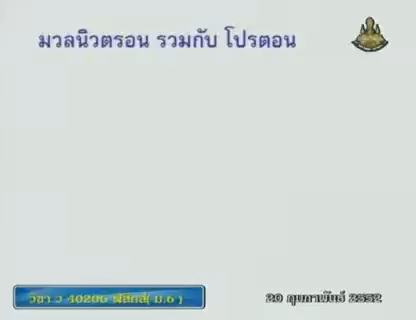 มวลนิวตรอน รวมกับ โปรตอน
วิชา ว 40206 ฟิสิกส์( ม.6 )
20 กุมภาพันธ์ 2552